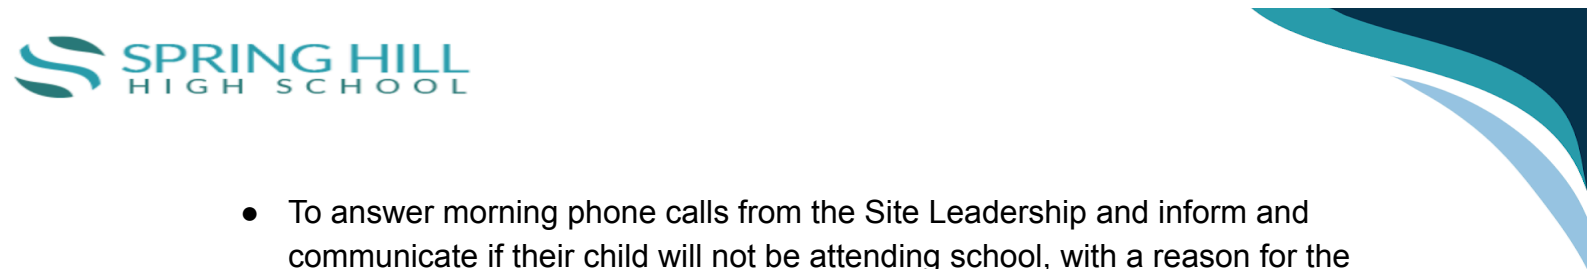 SPRING HILL
HIGH SCHOOL
● To answer morning phone calls from the Site Leadership and inform and
communicate if their child will not be attending school, with a reason for the